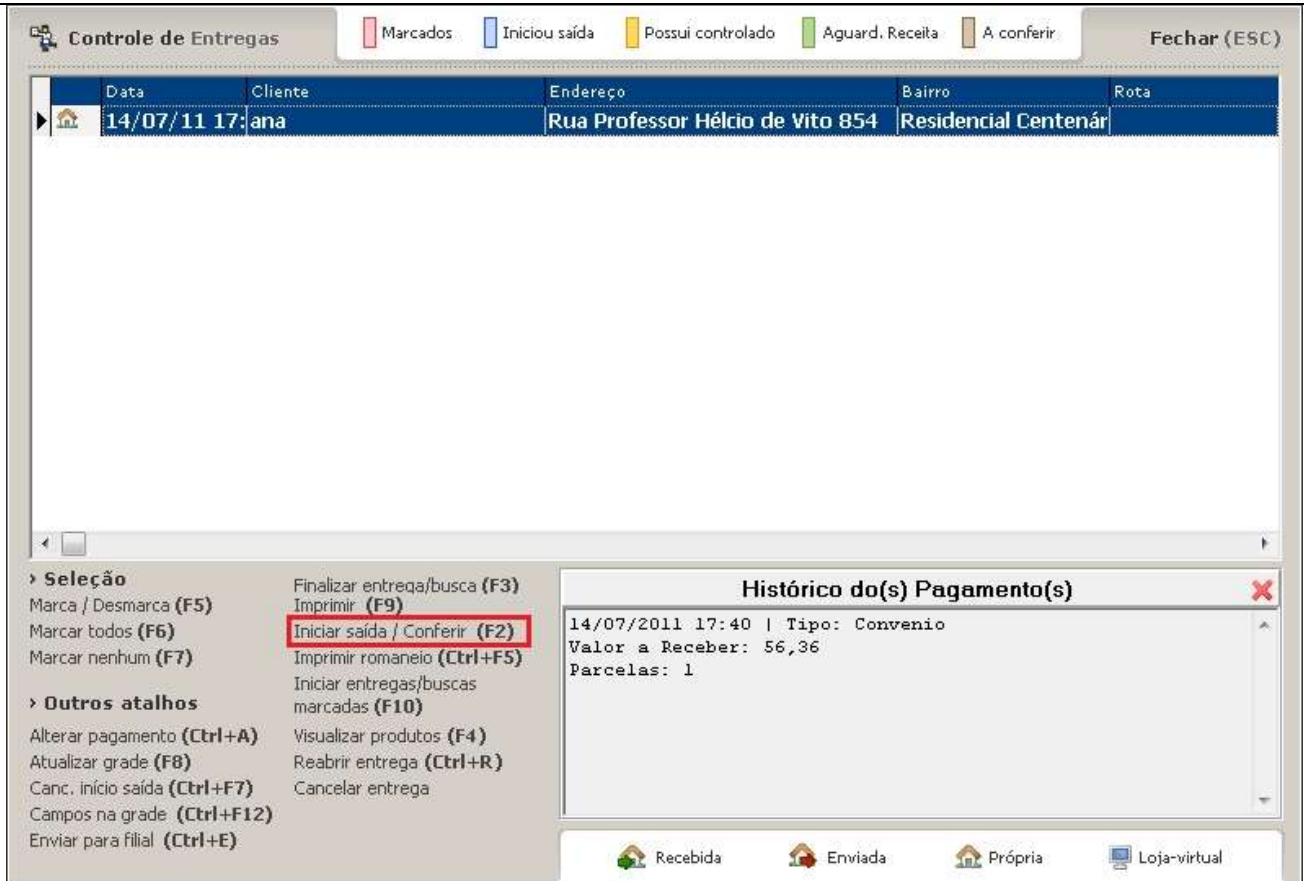 Controle de Entregas
Marcados
Iniciou saída
Possui controlado
Aguard. Receita
A conferir
Fechar (ESC)
Data Cliente Endereço Bairro Rota
14/07/11 17: ana Rua Professor Hélcio de Vito 854 Residencial Centenár
› Seleção
Marca / Desmarca (F5)
Marcar todos (F6)
Marcar nenhum (F7)
› Outros atalhos
Alterar pagamento (Ctrl+A)
Atualizar grade (F8)
Canc. início saída (Ctrl+F7)
Campos na grade (Ctrl+F12)
Enviar para filial (Ctrl+E)
Finalizar entrega/busca (F3)
Imprimir (F9)
Iniciar saída / Conferir (F2)
Imprimir romaneio (Ctrl+F5)
Iniciar entregas/buscas
marcadas (F10)
Visualizar produtos (F4)
Reabrir entrega (Ctrl+R)
Cancelar entrega
Histórico do(s) Pagamento(s)
14/07/2011 17:40 | Tipo: Convenio
Valor a Receber: 56,36
Parcelas: 1
Recebida
Enviada
Própria
Loja-virtual